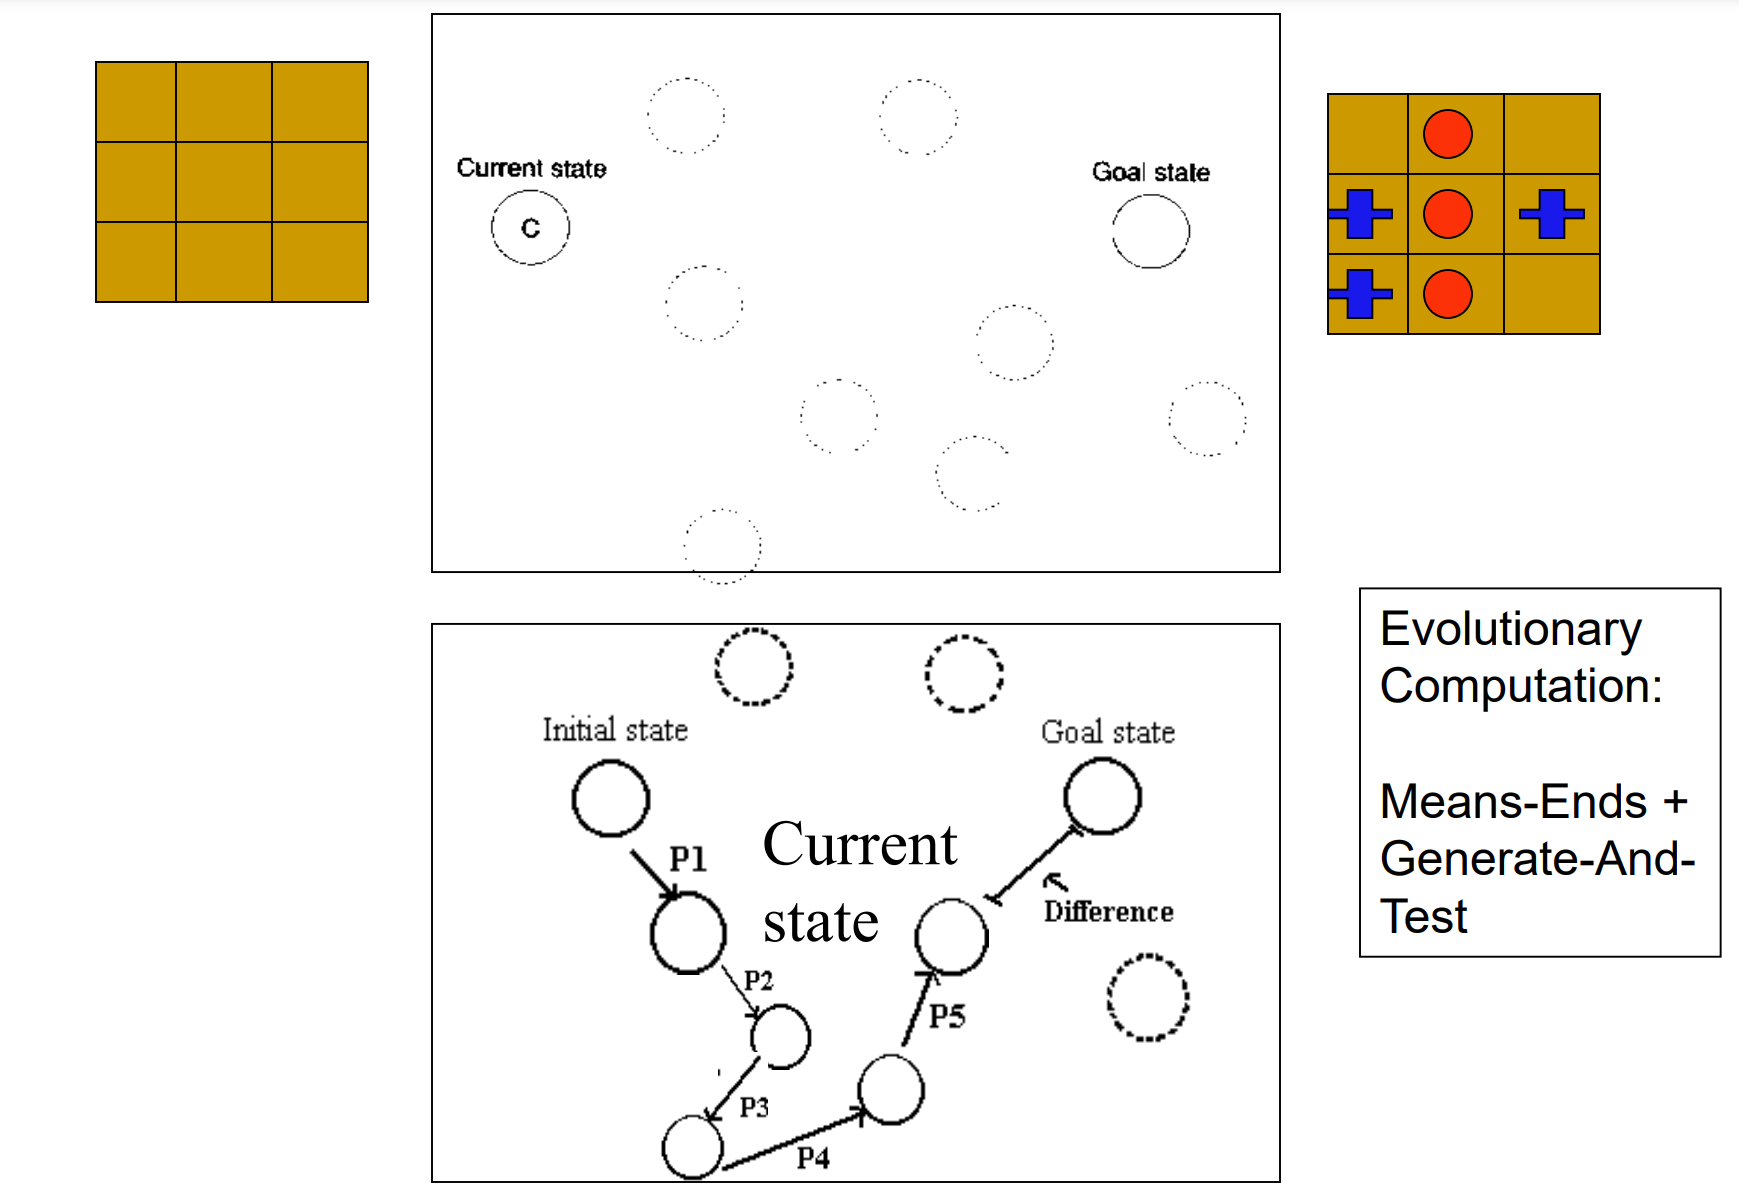 Current state
C
Goal state
Initial state
Goal state
P1
Current
state
Difference
P2
P5
P3
P4
Evolutionary
Computation:
Means-Ends +
Generate-And-
Test